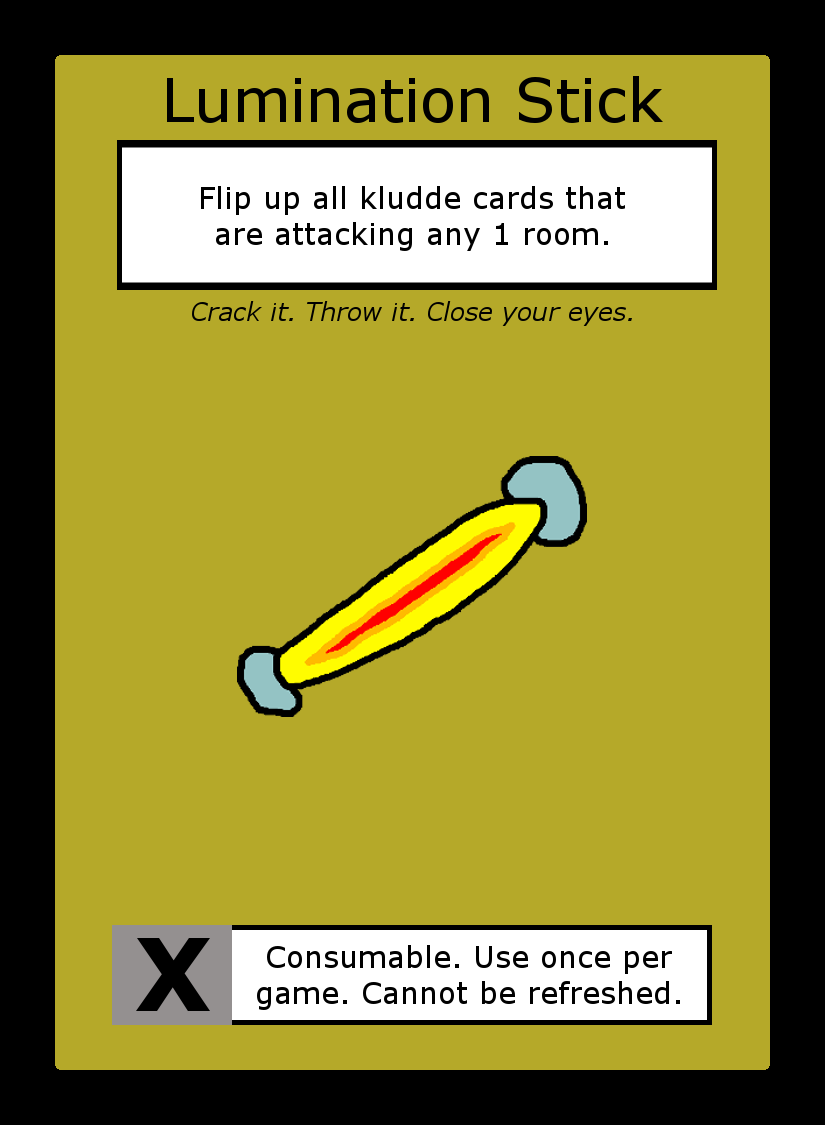 Lumination Stick
Flip up all kludde cards that
are attacking any 1 room.
Crack it. Throw it. Close your eyes.
X
Consumable. Use once per
game. Cannot be refreshed.